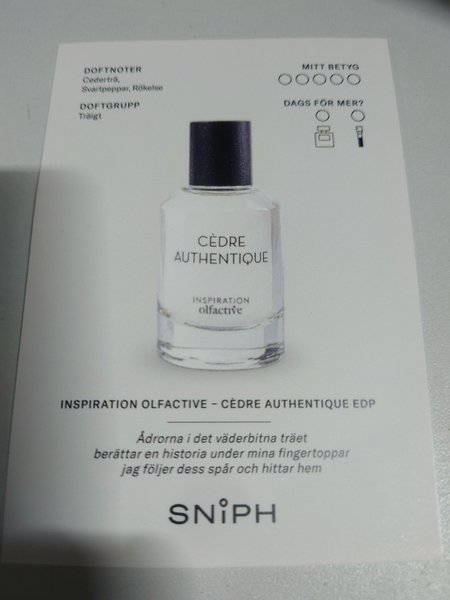 DOFTNOTER
Cederträ,
Svartpeppar, Rökelse
DOFTGRUPP
Träigt
MITT BETYG
DAGS FÖR MER?
CÈDRE
AUTHENTIQUE
INSPIRATION
olfactive
INSPIRATION OLFACTIVE – CÈDRE AUTHENTIQUE EDP
Ådrorna i det väderbitna träet
berättar en historia under mina fingertoppar
jag följer dess spår och hittar hem
SNiPH